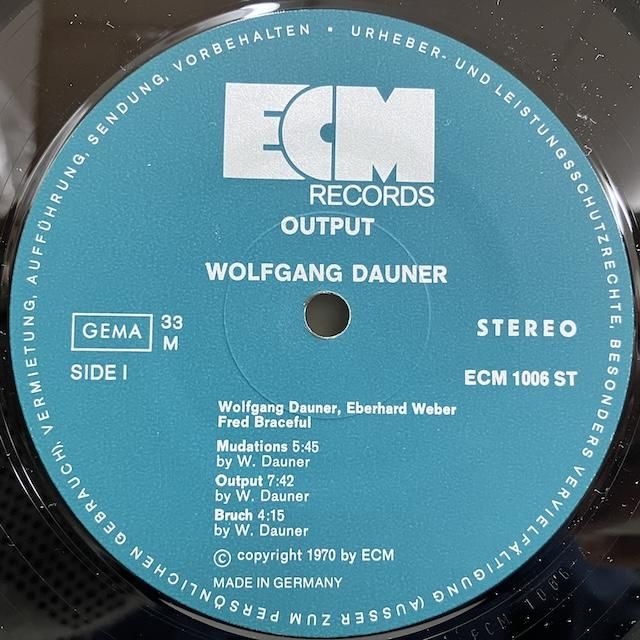 URHEBER- UND LEISTUNGSSCHUTZRECHTE, BESONDERS VERVIELFÄLTIGUNG (AUSSER ZUM PERSÖNLICHEN GEBRAUCH), VERMIETUNG, AUFFÜHRUNG, SENDUNG, VORBEHALTEN •
ECM
RECORDS
OUTPUT
WOLFGANG DAUNER
GEMA 33 M
STEREO
SIDE I
ECM 1006 ST
Wolfgang Dauner, Eberhard Weber
Fred Braceful
Mudations 5:45
by W. Dauner
Output 7:42
by W. Dauner
Bruch 4:15
by W. Dauner
© copyright 1970 by ECM
MADE IN GERMANY
ECM 1006